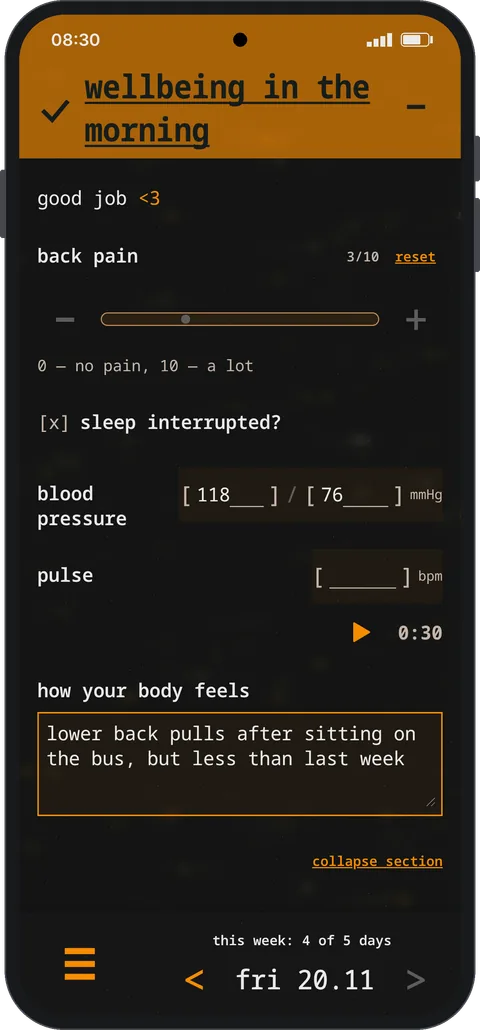 08:30
wellbeing in the
morning
good job <3
back pain 3/10 reset
0 — no pain, 10 — a lot
[x] sleep interrupted?
blood
pressure [ 118___ ] / [ 76____ ] mmHg
pulse [ ______ ] bpm
0:30
how your body feels
lower back pulls after sitting on
the bus, but less than last week
collapse section
this week: 4 of 5 days
< fri 20.11 >